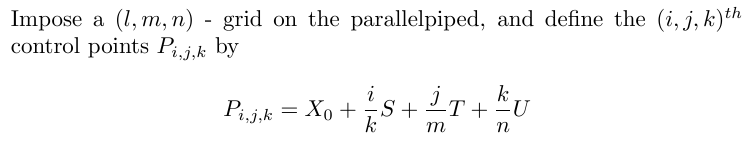 Impose a (l, m, n) - grid on the parallelpiped, and define the (i, j, k)^{th}
control points P_{i,j,k} by
P_{i,j,k} = X_0 + \frac{i}{k}S + \frac{j}{m}T + \frac{k}{n}U